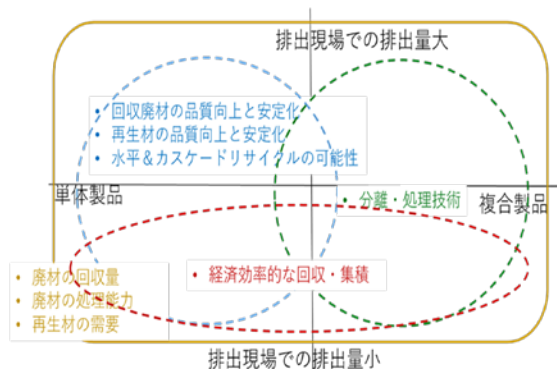 排出現場での排出量大
• 回収廃材の品質向上と安定化
• 再生材の品質向上と安定化
• 水平&カスケードリサイクルの可能性
単体製品
• 分離・処理技術
複合製品
• 廃材の回収量
• 廃材の処理能力
• 再生材の需要
• 経済効率的な回収・集積
排出現場での排出量小